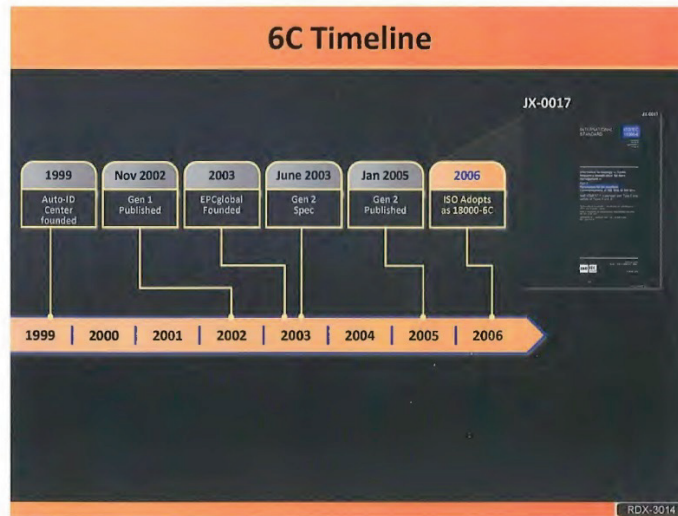 6C Timeline
JX-0017
INTERNATIONAL
STANDARD
1999
Nov 2002
2003
June 2003
Jan 2005
2006
Auto-ID
Center
founded
Gen 1
Published
EPCglobal
Founded
Gen 2
Spec
Gen 2
Published
ISO Adopts
as 18000-6C
1999 | 2000 | 2001 | 2002 | 2003 | 2004 | 2005 | 2006
RDX-3014